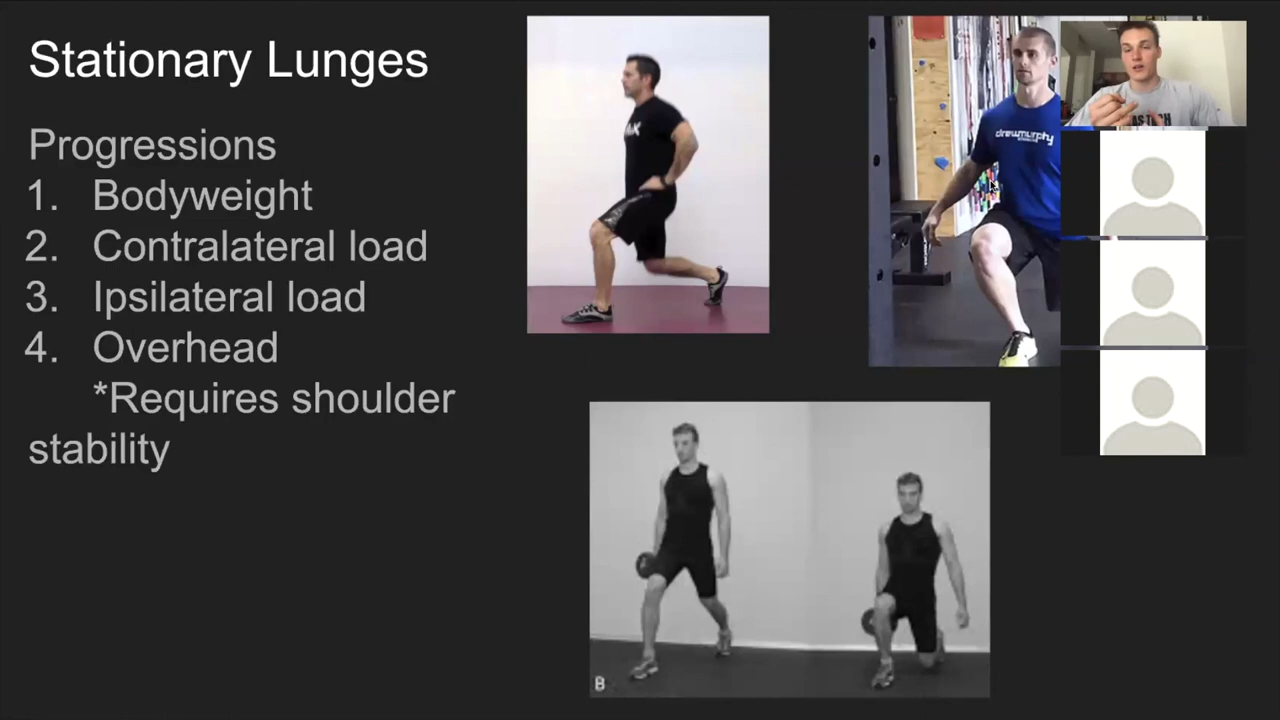 Stationary Lunges
Progressions
1. Bodyweight
2. Contralateral load
3. Ipsilateral load
4. Overhead
*Requires shoulder
stability
drewmurphy
B